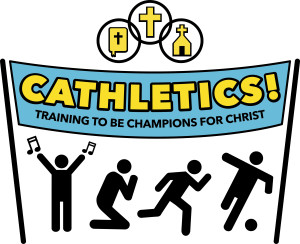 CATHLETICS!
TRAINING TO BE CHAMPIONS FOR CHRIST